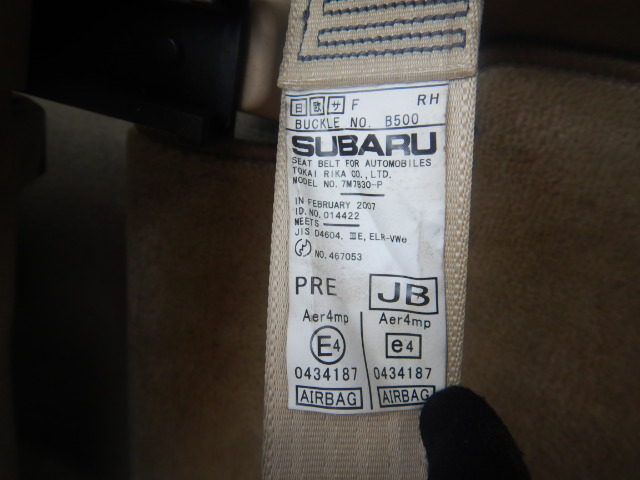 日 欧 サ F RH
BUCKLE NO. B500
SUBARU
SEAT BELT FOR AUTOMOBILES
TOKAI RIKA CO., LTD.
MODEL NO. 7M7830-P
IN FEBRUARY 2007
ID. NO. 014422
MEETS
JIS D4604. ⅢE, ELR-VWe
NO. 467053
PRE JB
Aer4mp Aer4mp
E4 e4
0434187 0434187
AIRBAG AIRBAG